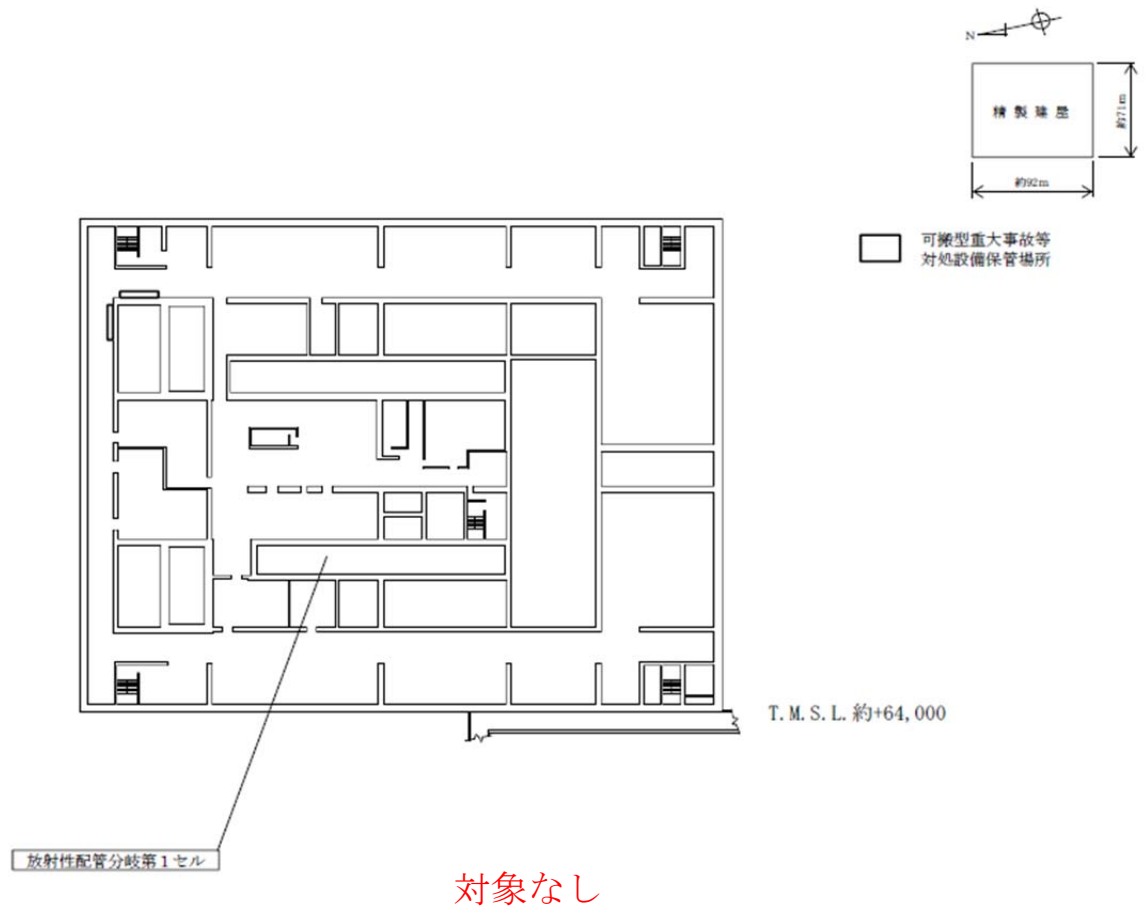 N
精製建屋
約71m
約92m
可搬型重大事故等
対処設備保管場所
T.M.S.L.約+64,000
放射性配管分岐第1セル
対象なし